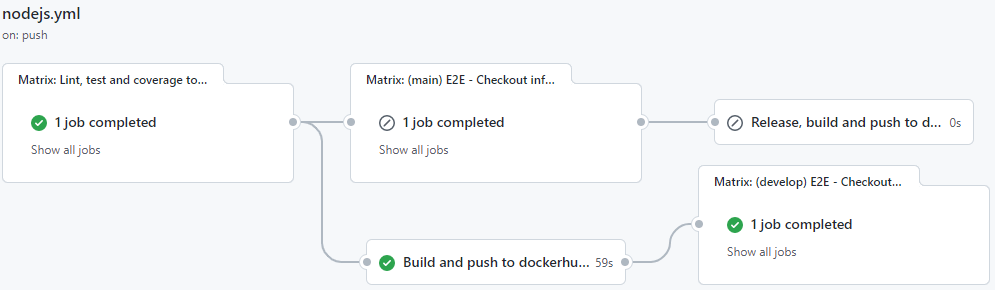 nodejs.yml
on: push
Matrix: Lint, test and coverage to...
1 job completed
Show all jobs
Matrix: (main) E2E - Checkout inf...
1 job completed
Show all jobs
Release, build and push to d... 0s
Matrix: (develop) E2E - Checkout...
1 job completed
Show all jobs
Build and push to dockerhu... 59s